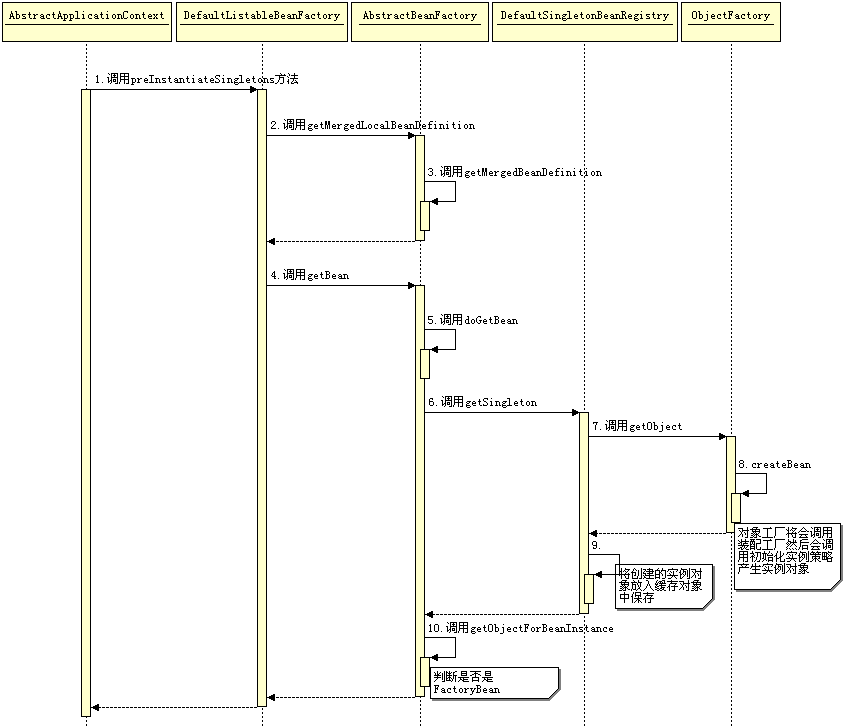 AbstractApplicationContext
DefaultListableBeanFactory
AbstractBeanFactory
DefaultSingletonBeanRegistry
ObjectFactory
1.调用preInstantiateSingletons方法
2.调用getMergedLocalBeanDefinition
3.调用getMergedBeanDefinition
4.调用getBean
5.调用doGetBean
6.调用getSingleton
7.调用getObject
8.createBean
对象工厂将会调用
装配工厂然后会调
用初始化实例策略
产生实例对象
9.
将创建的实例对
象放入缓存对象
中保存
10.调用getObjectForBeanInstance
判断是否是
FactoryBean